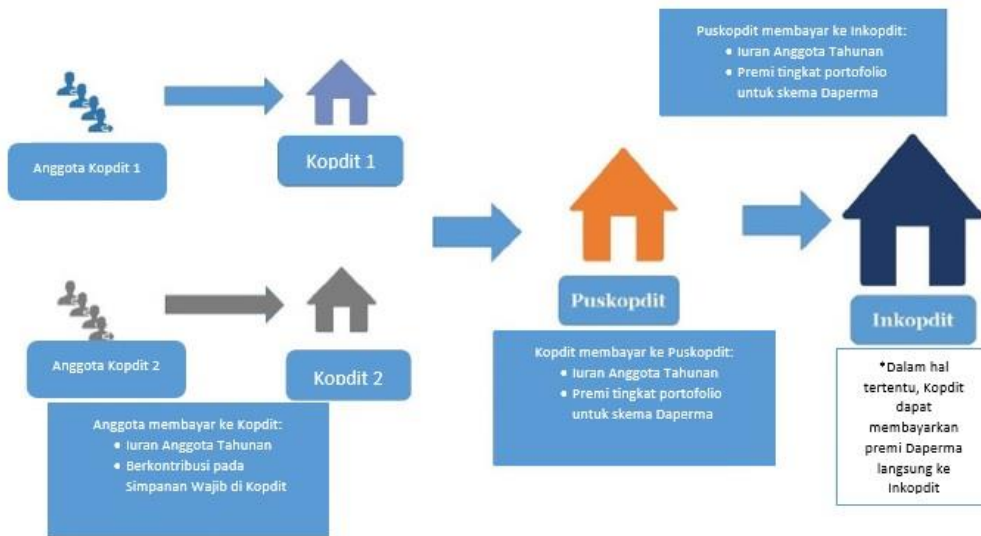 Puskopdit membayar ke Inkopdit:
• Iuran Anggota Tahunan
• Premi tingkat portofolio
untuk skema Daperma
Anggota Kopdit 1
Kopdit 1
Puskopdit
Inkopdit
Anggota Kopdit 2
Kopdit 2
Anggota membayar ke Kopdit:
• Iuran Anggota Tahunan
• Berkontribusi pada
Simpanan Wajib di Kopdit
Kopdit membayar ke Puskopdit:
• Iuran Anggota Tahunan
• Premi tingkat portofolio
untuk skema Daperma
*Dalam hal
tertentu, Kopdit
dapat
membayarkan
premi Daperma
langsung ke
Inkopdit